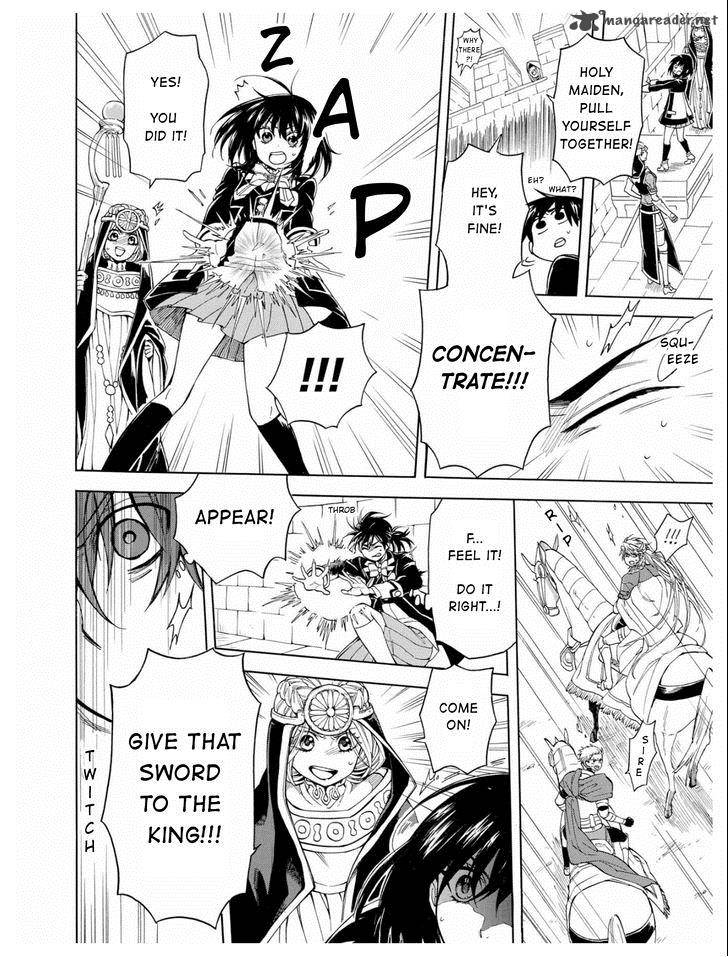 mangareader.net
HOLY
MAIDEN,
PULL
YOURSELF
TOGETHER!
WHY
THERE
?!
EH?
WHAT?
HEY,
IT'S
FINE!
CONCEN-
TRATE!!!
SQU-
EEZE
ZAP
YES!
YOU
DID IT!
!!!
!!!
RP
SIRE
F...
FEEL IT!
DO IT
RIGHT...!
THROB
APPEAR!
COME
ON!
GIVE THAT
SWORD
TO THE
KING!!!
TWITCH